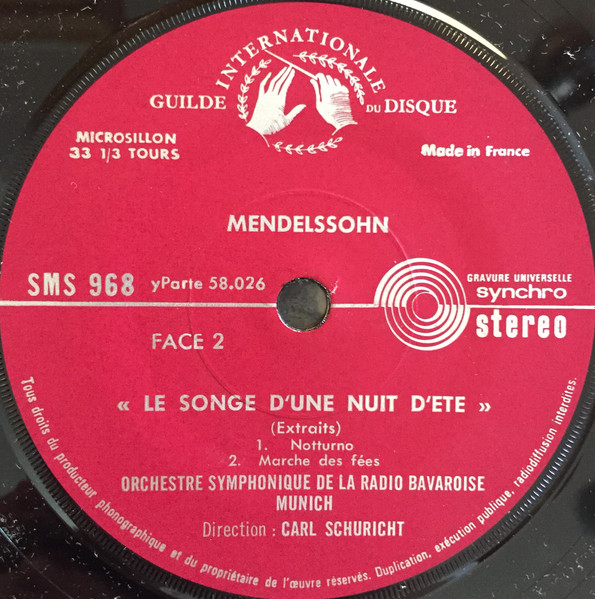 GUILDE INTERNATIONALE DU DISQUE
MICROSILLON
33 1/3 TOURS
Made in France
MENDELSSOHN
SMS 968 yParte 58.026
GRAVURE UNIVERSELLE
synchro
stereo
FACE 2
« LE SONGE D'UNE NUIT D'ETE »
(Extraits)
1. Notturno
2. Marche des fées
ORCHESTRE SYMPHONIQUE DE LA RADIO BAVAROISE
MUNICH
Direction : CARL SCHURICHT
Tous droits du producteur phonographique et du propriétaire de l'œuvre réservés. Duplication, exécution publique, radiodiffusion interdites.